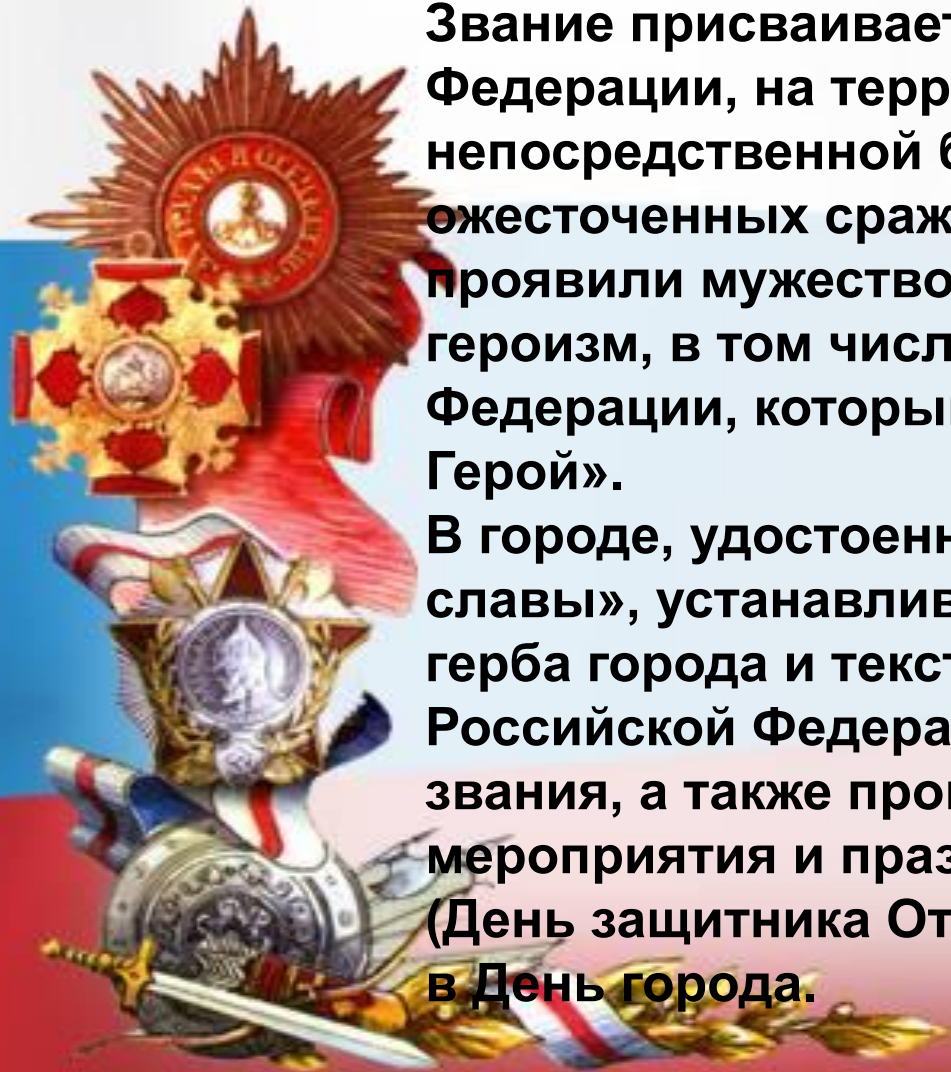 Звание присваивает
Федерации, на терр
непосредственной б
ожесточенных сраж
проявили мужество
героизм, в том числ
Федерации, которы
Герой».
В городе, удостоенн
славы», устанавлив
герба города и текст
Российской Федера
звания, а также про
мероприятия и праз
(День защитника От
в День города.